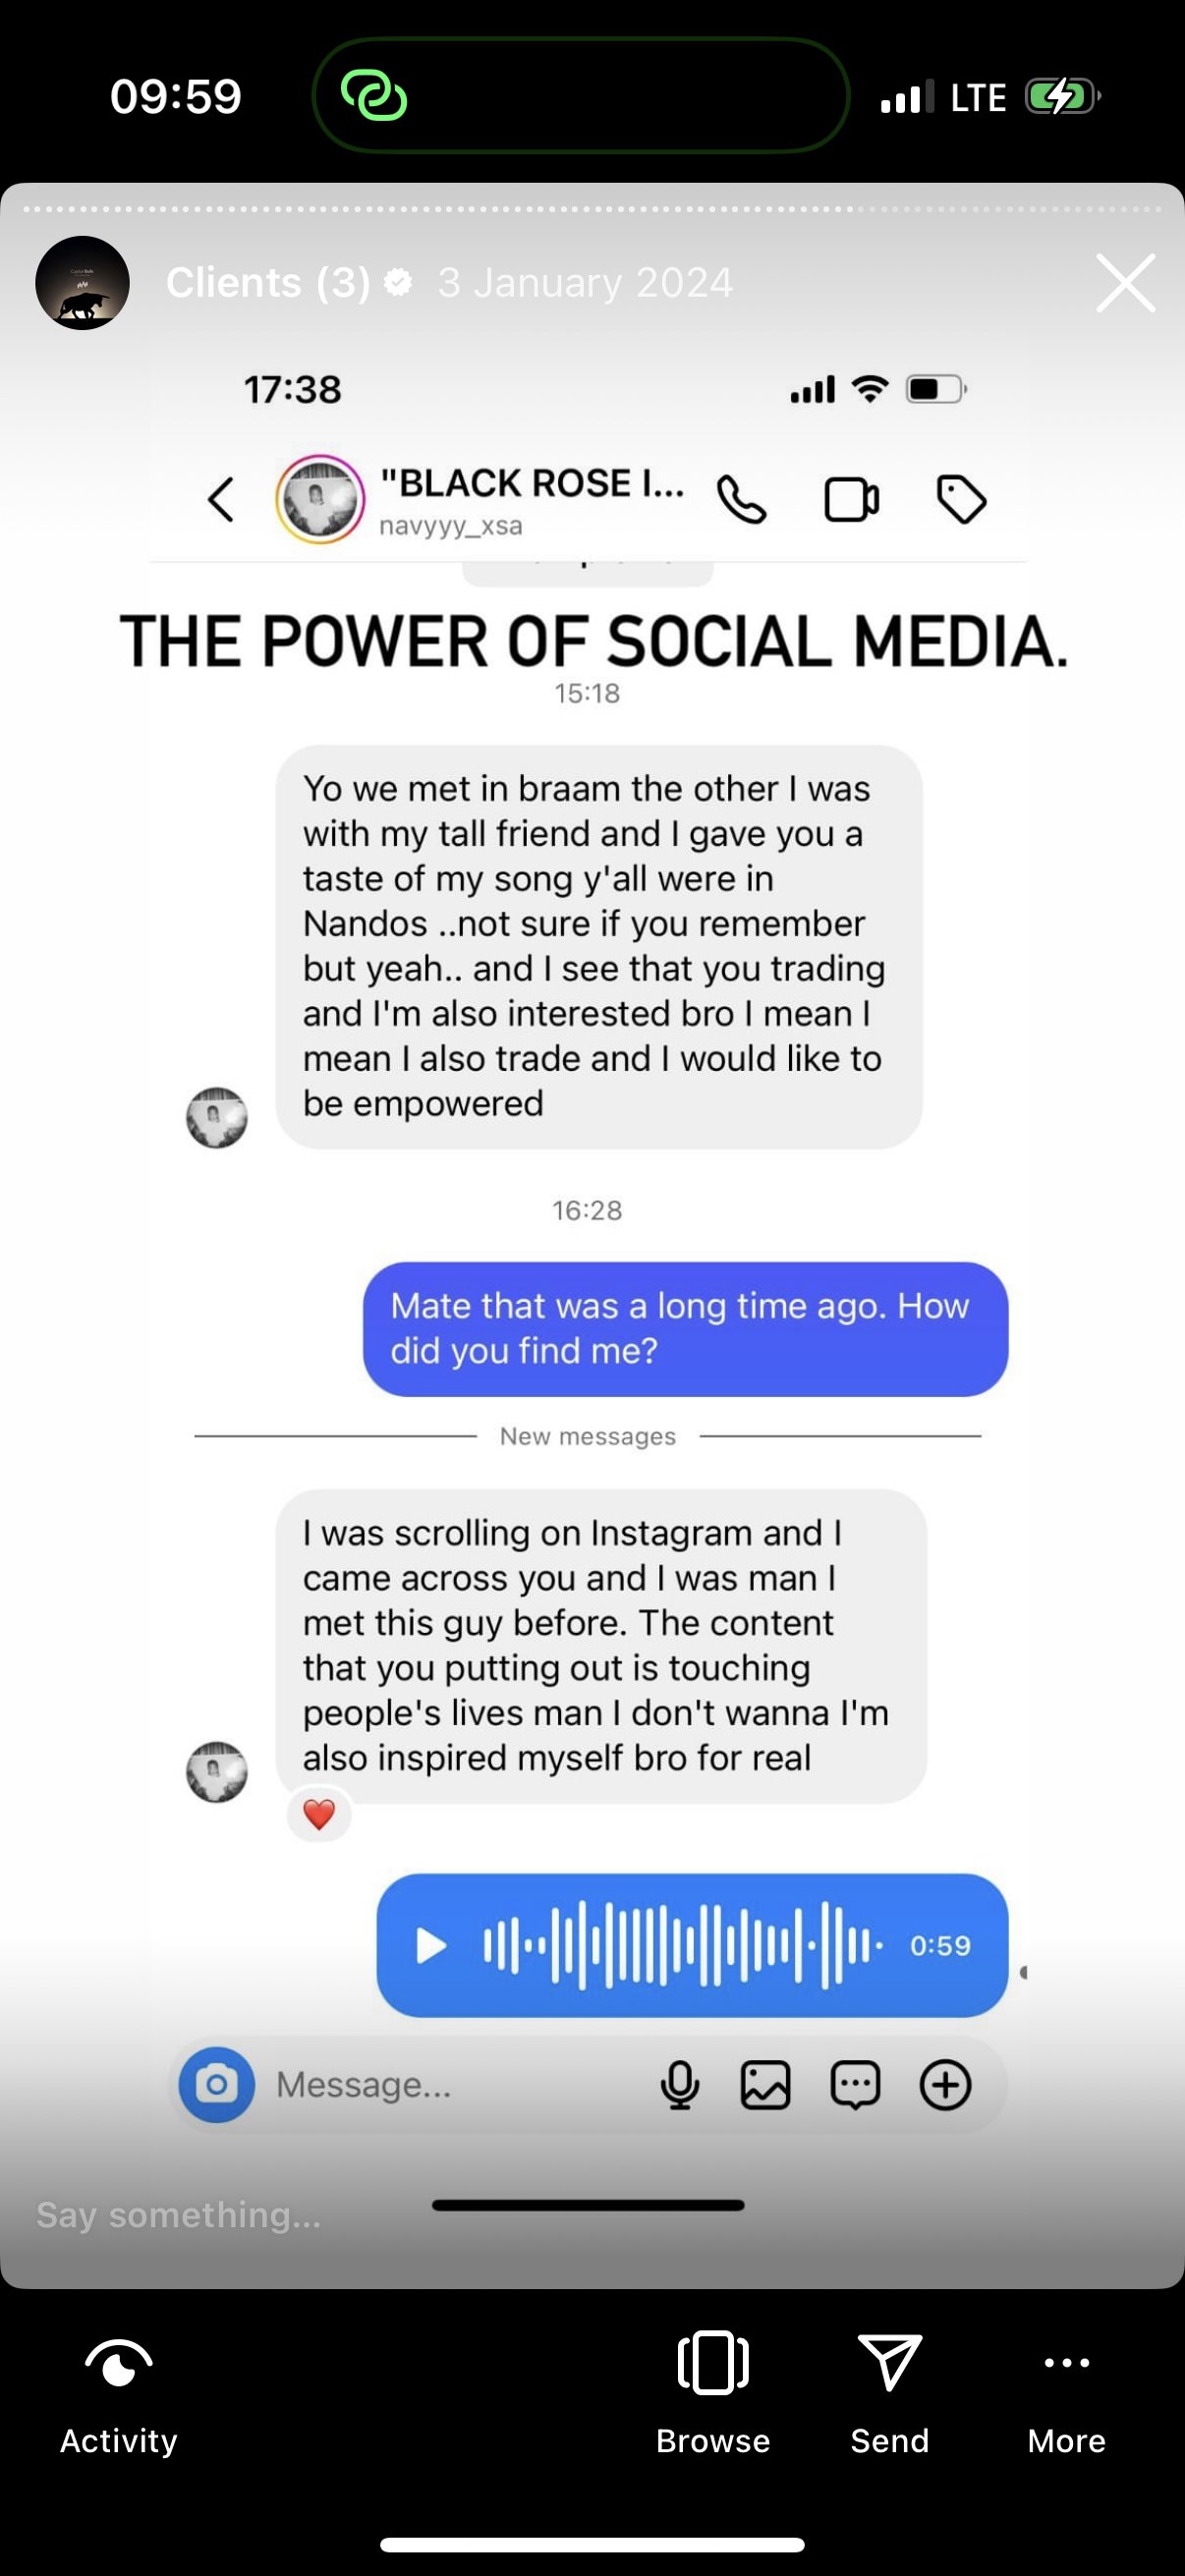 09:59
LTE
Clients (3) 3 January 2024
17:38
"BLACK ROSE I...
navyyy_xsa
THE POWER OF SOCIAL MEDIA.
15:18
Yo we met in braam the other I was
with my tall friend and I gave you a
taste of my song y'all were in
Nandos ..not sure if you remember
but yeah.. and I see that you trading
and I'm also interested bro I mean I
mean I also trade and I would like to
be empowered
16:28
Mate that was a long time ago. How
did you find me?
New messages
I was scrolling on Instagram and I
came across you and I was man I
met this guy before. The content
that you putting out is touching
people's lives man I don't wanna I'm
also inspired myself bro for real
0:59
Message...
Say something...
Activity
Browse
Send
More